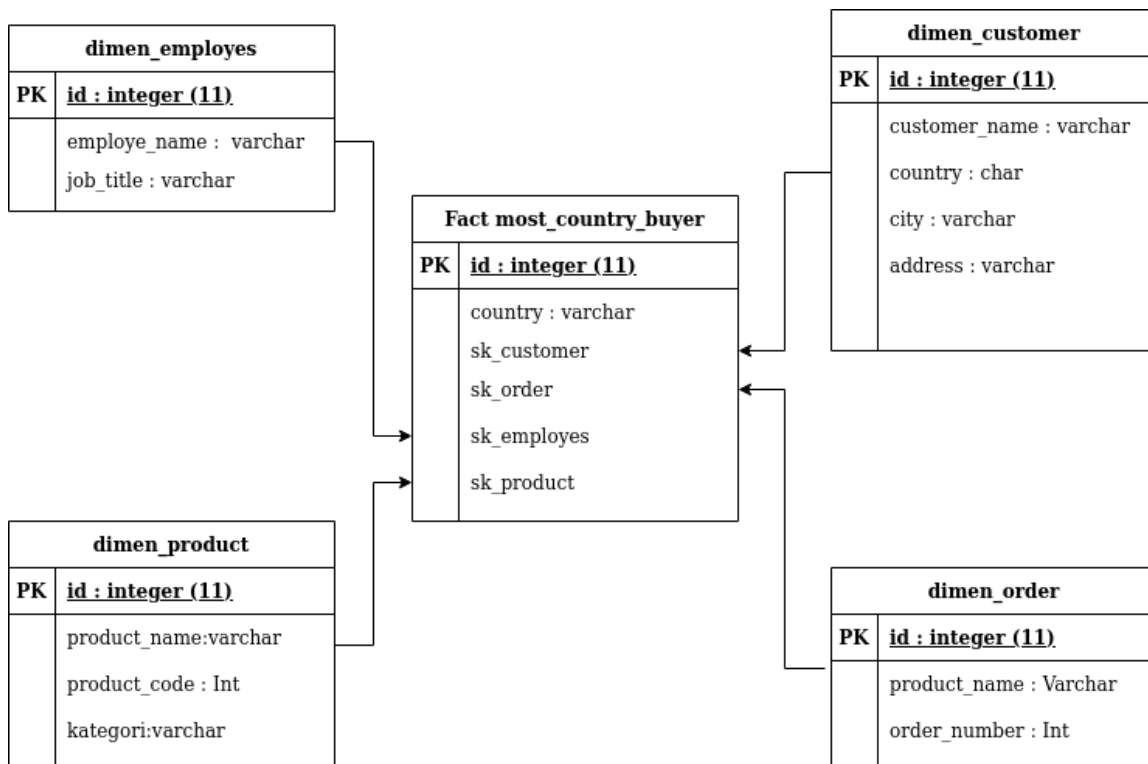 dimen_employes
PK id : integer (11)
employe_name :  varchar
job_title : varchar
dimen_customer
PK id : integer (11)
customer_name : varchar
country : char
city : varchar
address : varchar
Fact most_country_buyer
PK id : integer (11)
country : varchar
sk_customer
sk_order
sk_employes
sk_product
dimen_product
PK id : integer (11)
product_name:varchar
product_code : Int
kategori:varchar
dimen_order
PK id : integer (11)
product_name : Varchar
order_number : Int